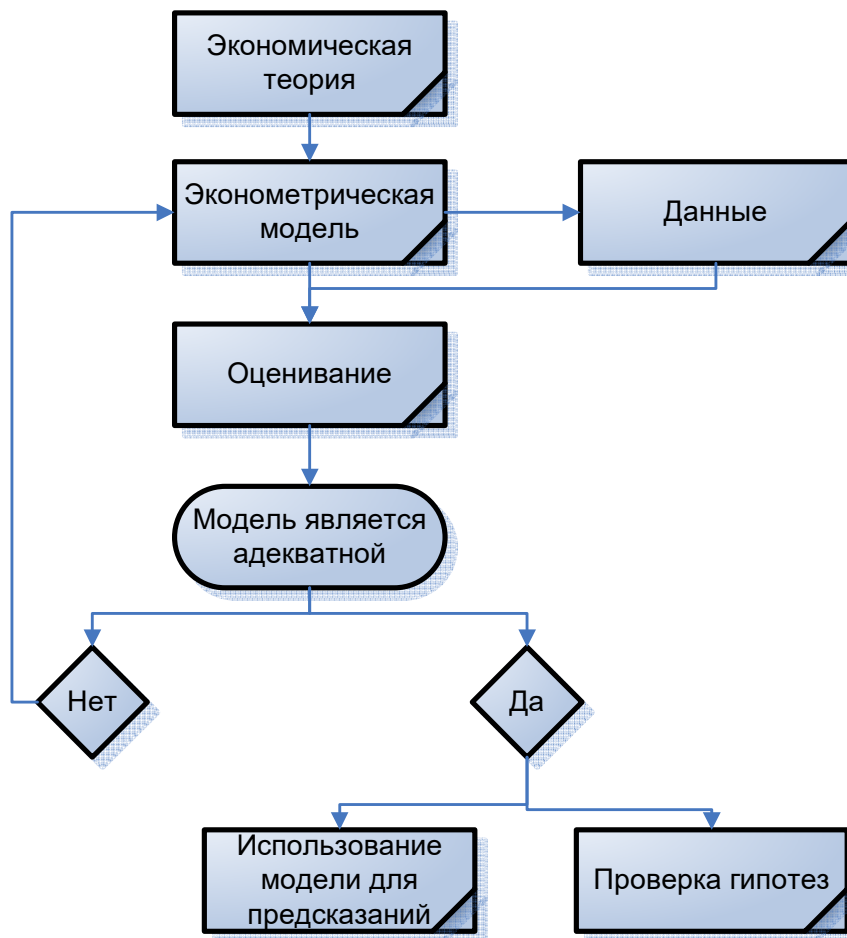 Экономическая
теория
Эконометрическая
модель
Данные
Оценивание
Модель является
адекватной
Нет
Да
Использование
модели для
предсказаний
Проверка гипотез